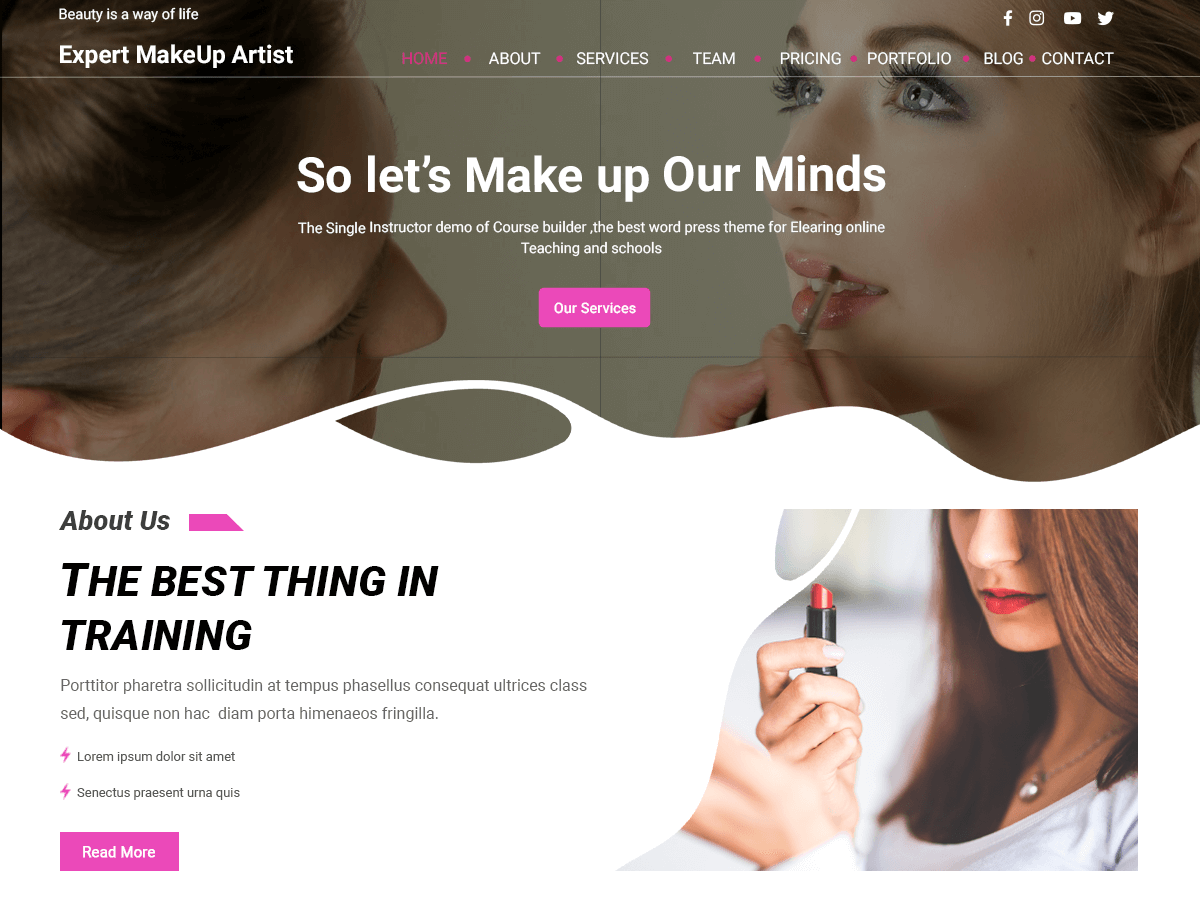 Beauty is a way of life
Expert MakeUp Artist
HOME ABOUT SERVICES TEAM PRICING PORTFOLIO BLOG CONTACT
So let’s Make up Our Minds
The Single Instructor demo of Course builder ,the best word press theme for Elearing online
Teaching and schools
Our Services
About Us
THE BEST THING IN
TRAINING
Porttitor pharetra sollicitudin at tempus phasellus consequat ultrices class
sed, quisque non hac diam porta himenaeos fringilla.
Lorem ipsum dolor sit amet
Senectus praesent urna quis
Read More